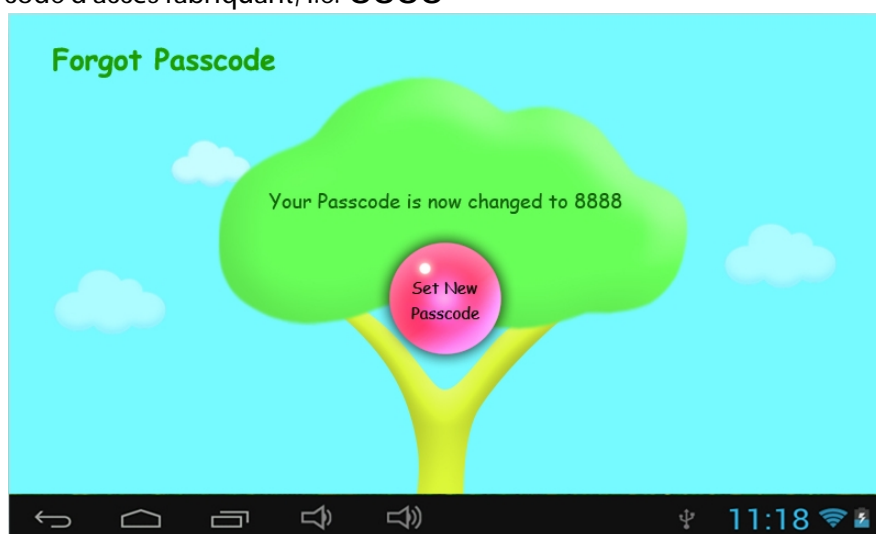 Forgot Passcode
Your Passcode is now changed to 8888
Set New
Passcode
11:18